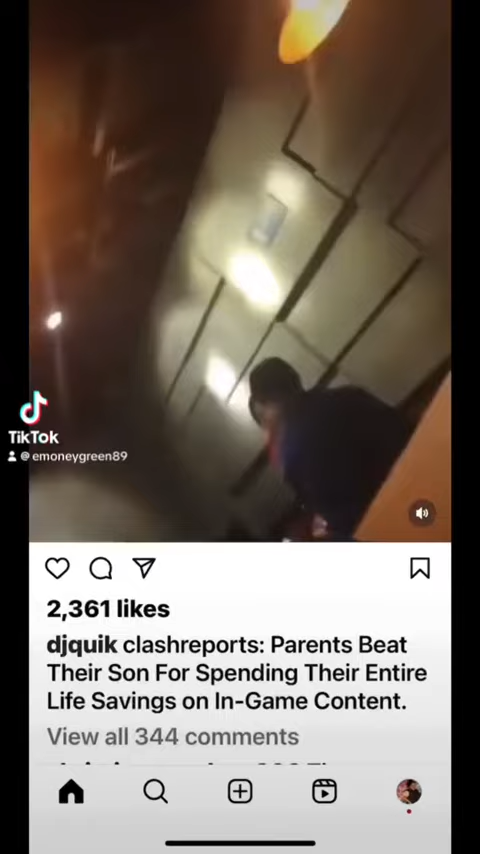 TikTok
@emoneygreen89
2,361 likes
djquik clashreports: Parents Beat
Their Son For Spending Their Entire
Life Savings on In-Game Content.
View all 344 comments